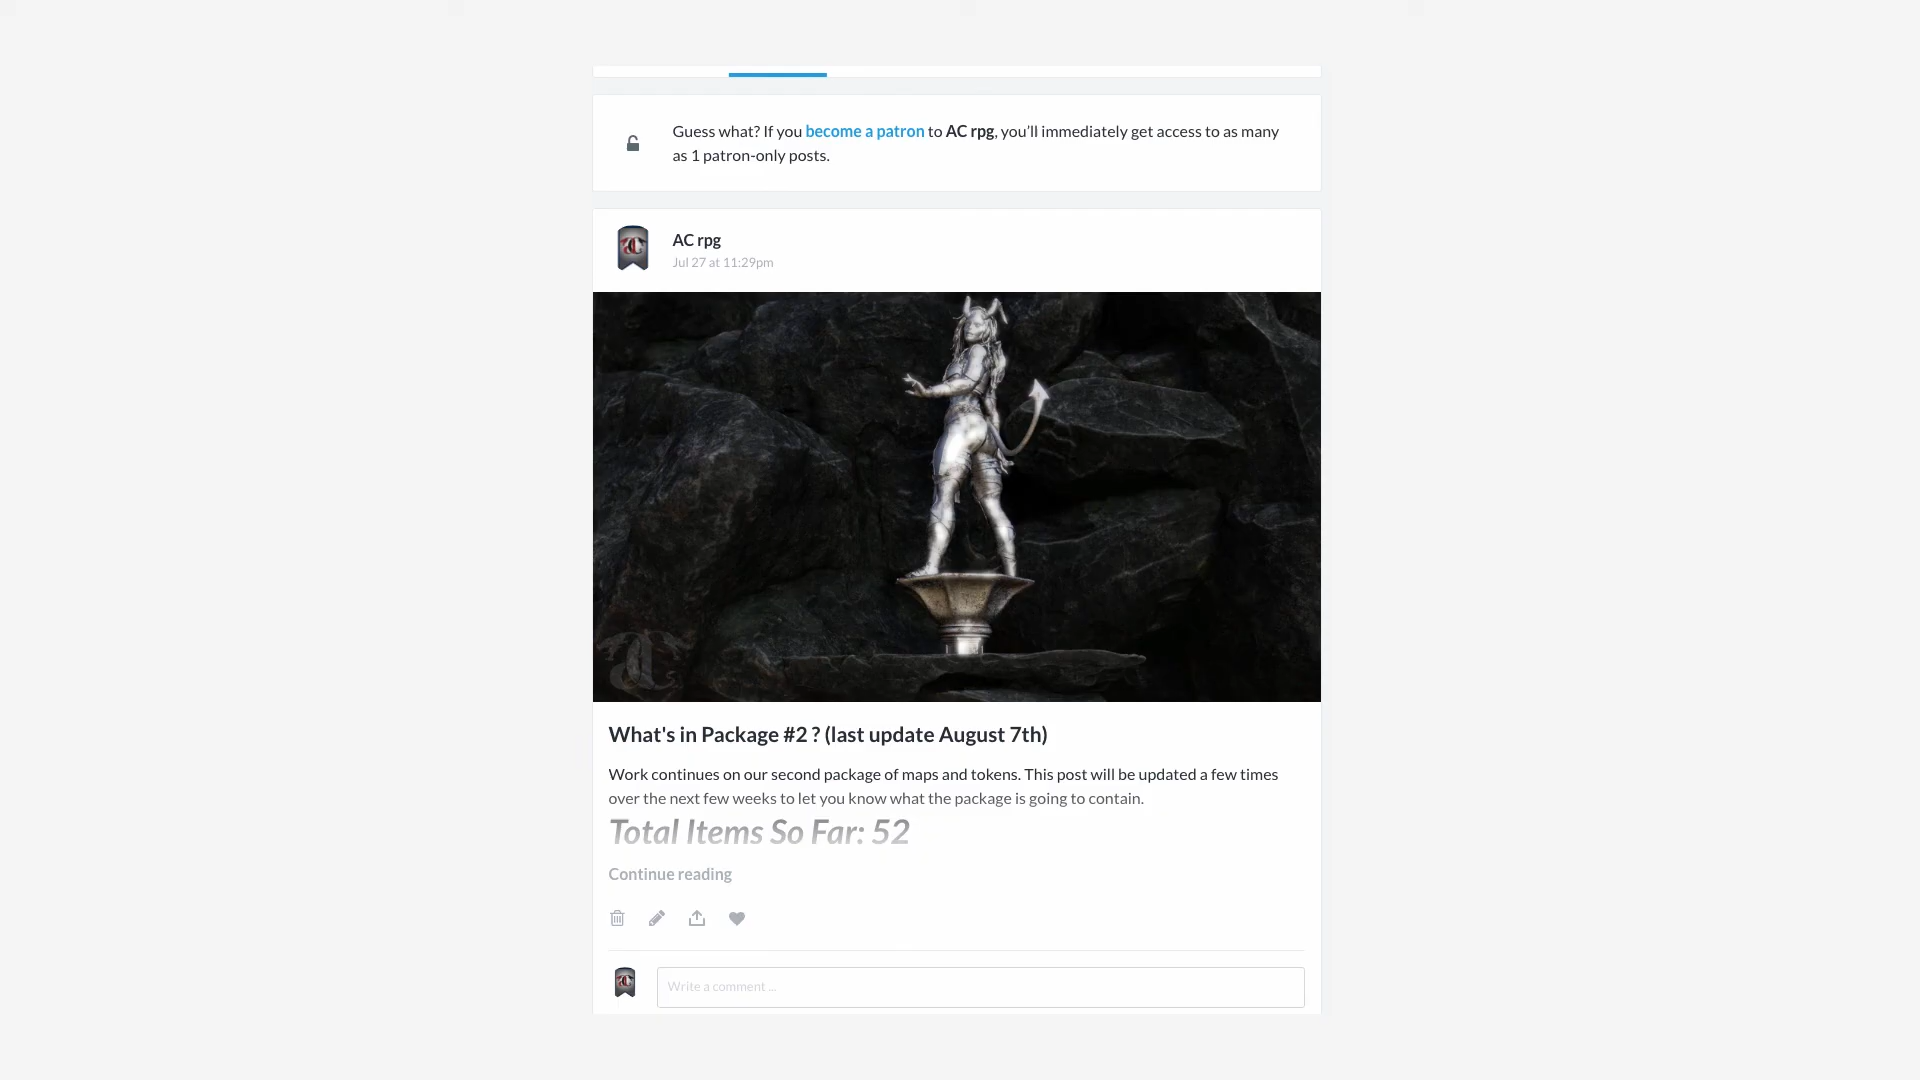 Guess what? If you become a patron to AC rpg, you’ll immediately get access to as many
as 1 patron-only posts.
AC rpg
Jul 27 at 11:29pm
What's in Package #2 ? (last update August 7th)
Work continues on our second package of maps and tokens. This post will be updated a few times
over the next few weeks to let you know what the package is going to contain.
Total Items So Far: 52
Continue reading
Write a comment ...